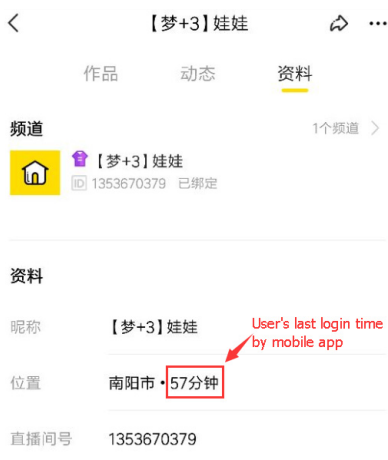 【梦+3】娃娃
作品 动态 资料
频道 1个频道
【梦+3】娃娃
ID 1353670379 已绑定
资料
昵称 【梦+3】娃娃
User's last login time
by mobile app
位置 南阳市•57分钟
直播间号 1353670379